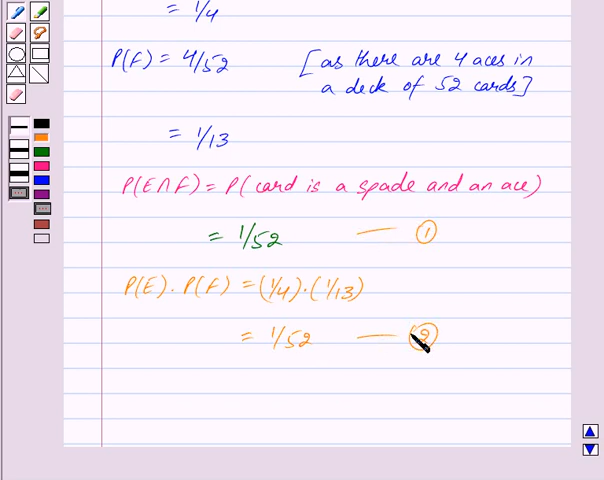 = 1/4
P(F) = 4/52 [as there are 4 aces in
a deck of 52 cards]
= 1/13
P(E∩F) = P(card is a spade and an ace)
= 1/52 — ①
P(E). P(F) = (1/4)·(1/13)
= 1/52 — ②